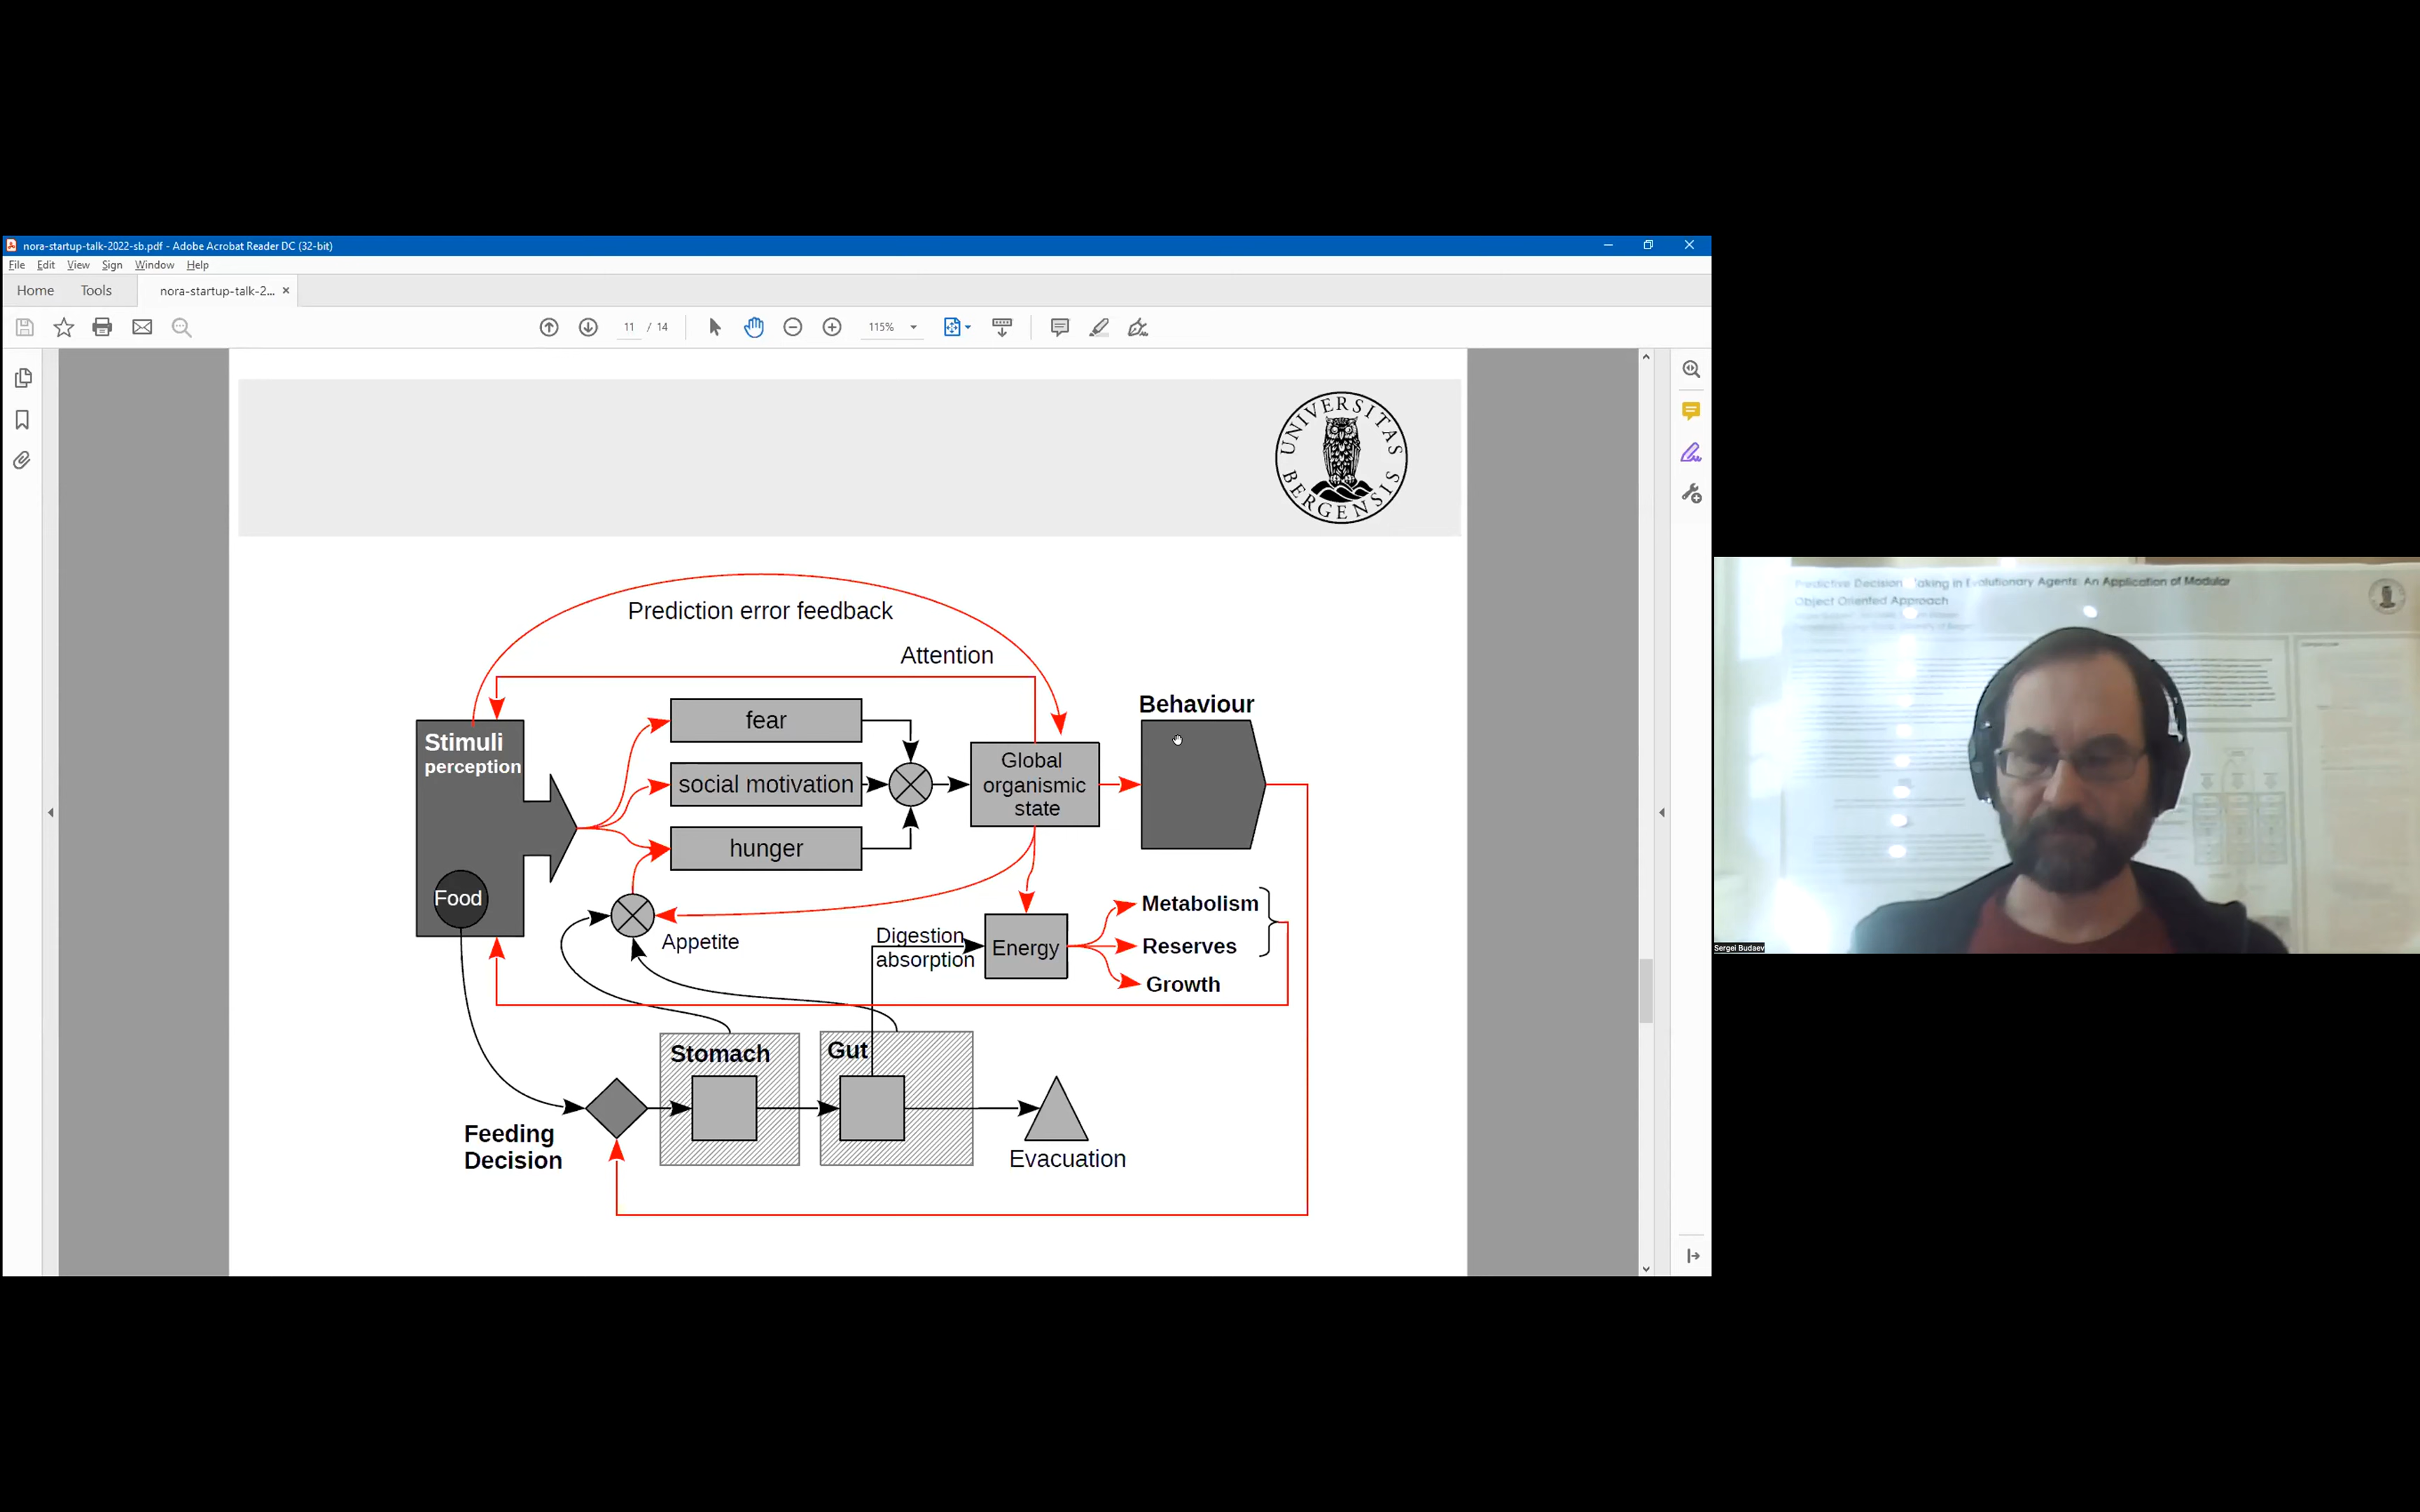 nora-startup-talk-2022-sb.pdf - Adobe Acrobat Reader DC (32-bit)
File Edit View Sign Window Help
Home Tools nora-startup-talk-2... ×
11 / 14 115%
UNIVERSITAS BERGENSIS
Prediction error feedback
Attention
Behaviour
Stimuli
perception
fear
social motivation
hunger
Global
organismic
state
Food
Appetite
Digestion
absorption
Energy
Metabolism
Reserves
Growth
Stomach
Gut
Feeding
Decision
Evacuation
Predictive Decision Making in Evolutionary Agents: An Application of Modular
Object Oriented Approach
Sergei Budaev